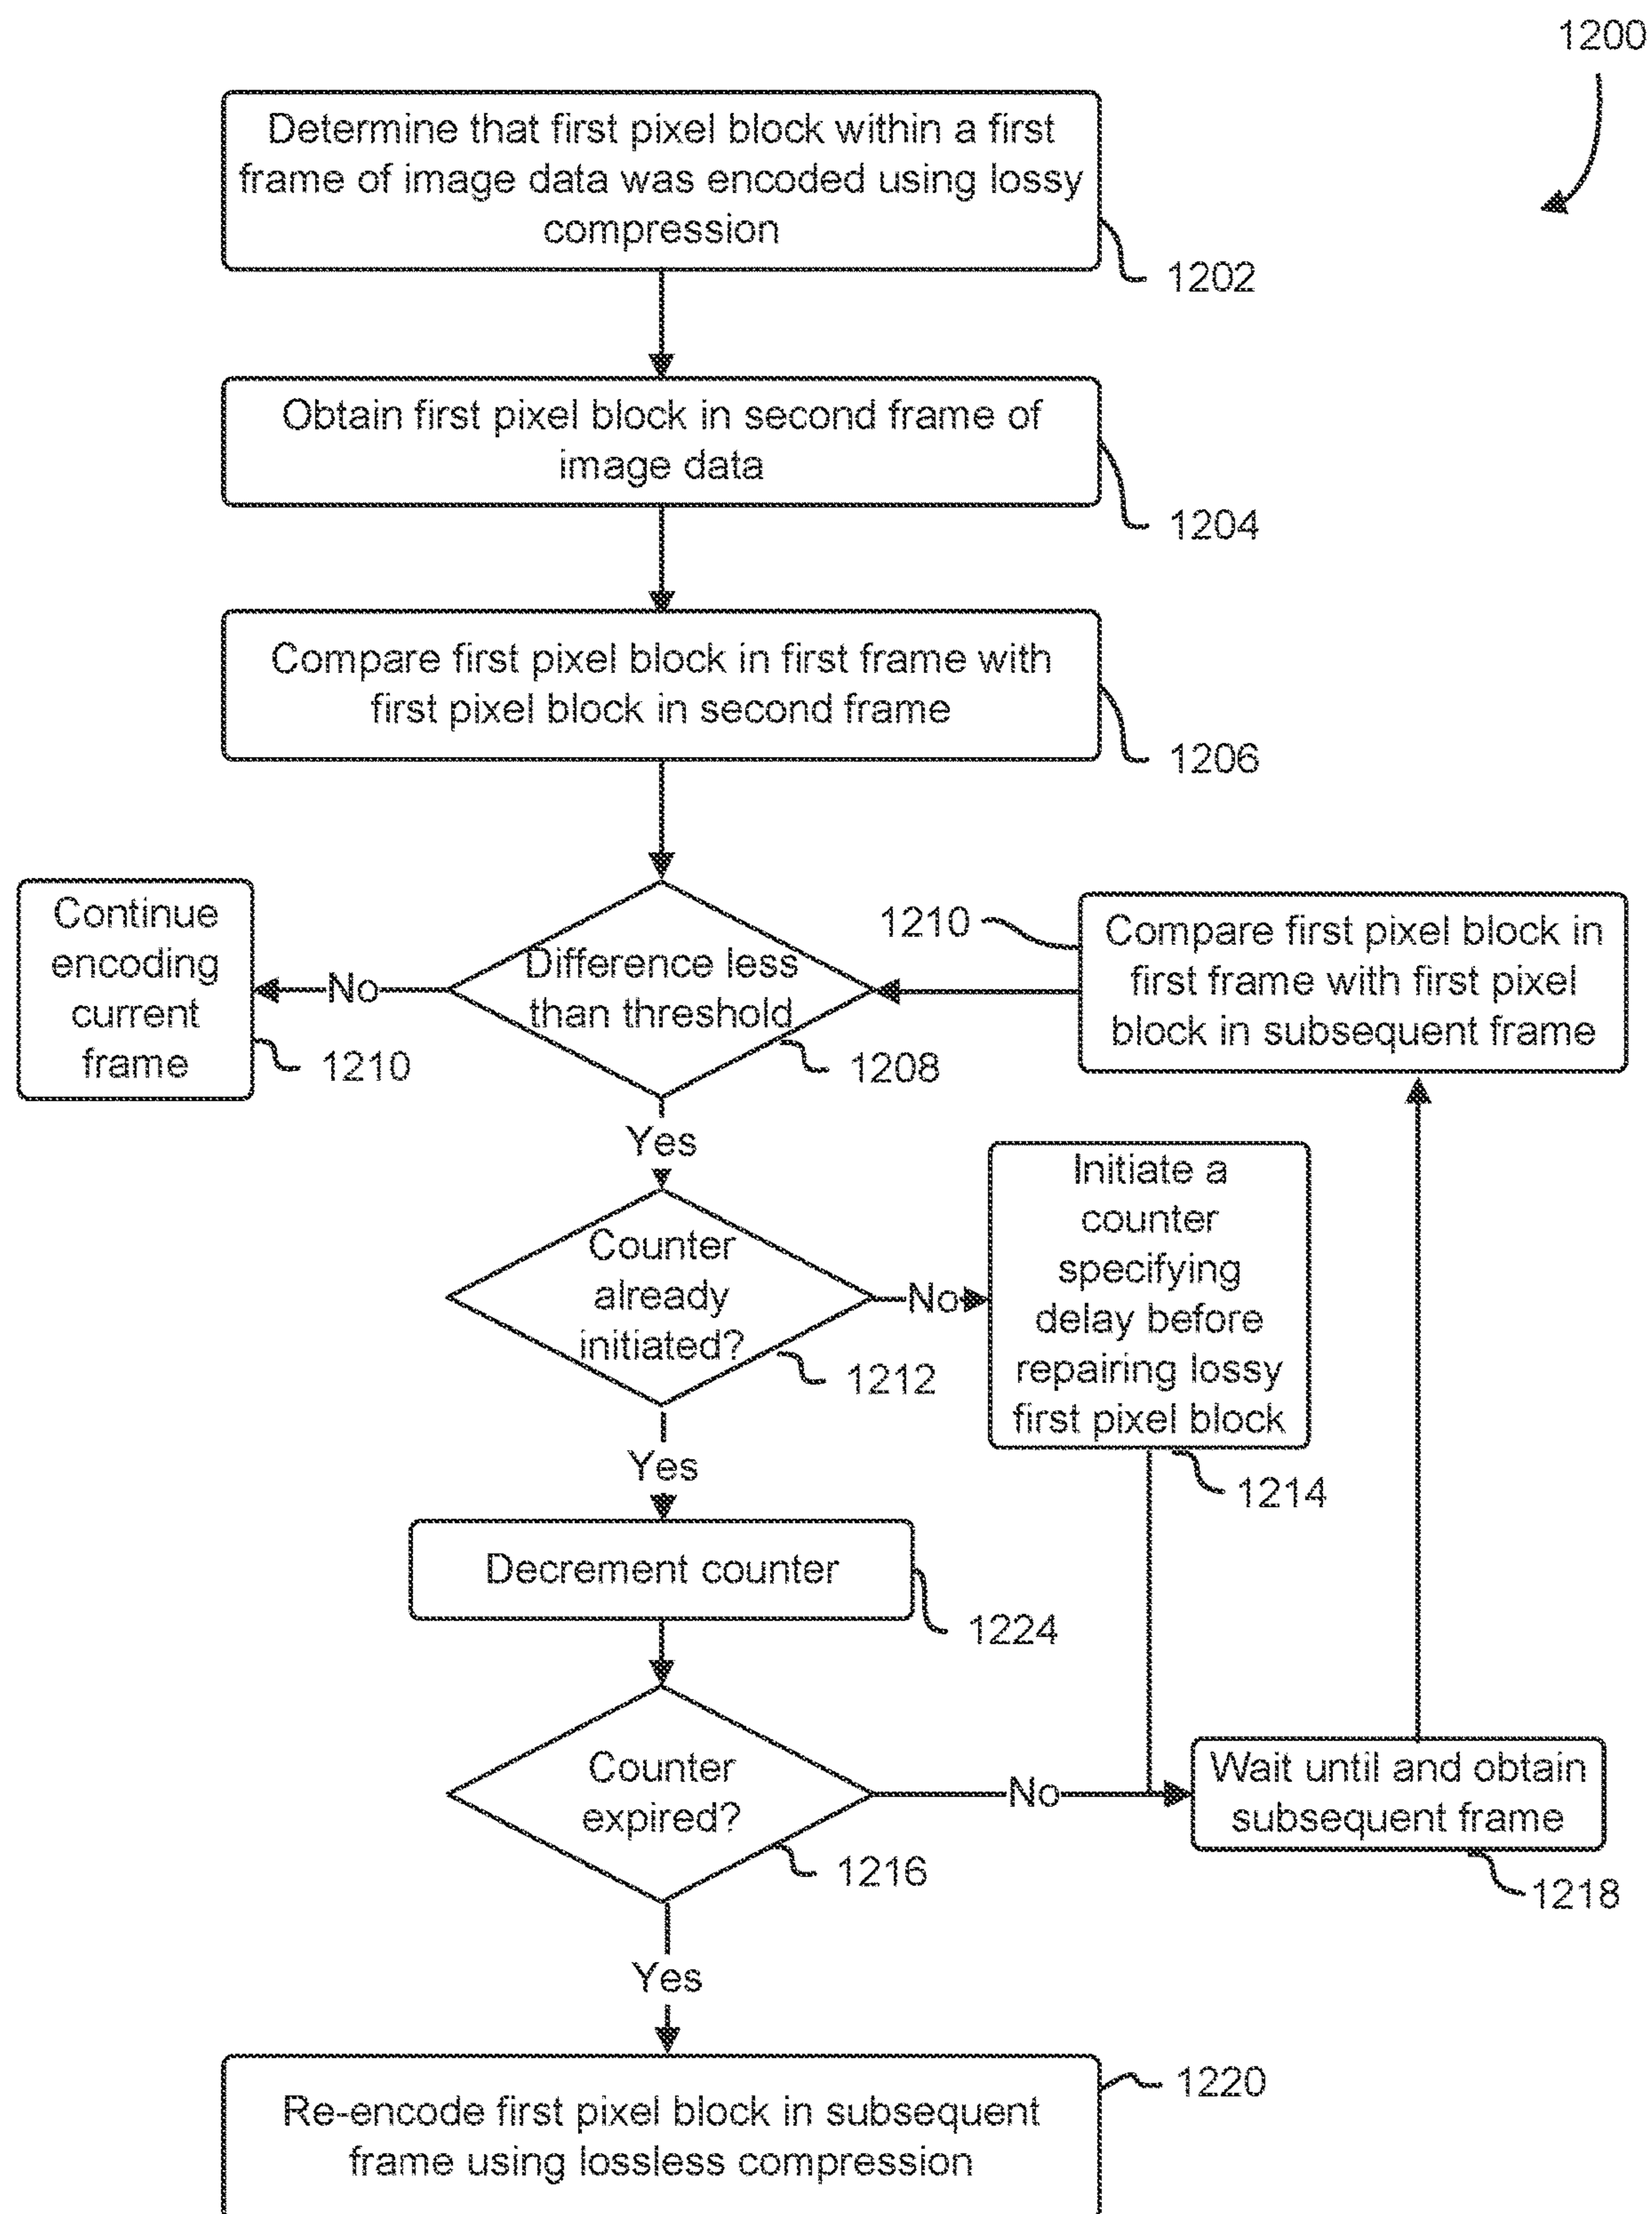 1200
Determine that first pixel block within a first
frame of image data was encoded using lossy
compression
1202
Obtain first pixel block in second frame of
image data
1204
Compare first pixel block in first frame with
first pixel block in second frame
1206
Continue
encoding
current
frame
1210
No
Difference less
than threshold
1208
1210
Compare first pixel block in
first frame with first pixel
block in subsequent frame
Yes
Counter
already
initiated?
1212
No
Initiate a
counter
specifying
delay before
repairing lossy
first pixel block
1214
Yes
Decrement counter
1224
Counter
expired?
1216
No
Wait until and obtain
subsequent frame
1218
Yes
Re-encode first pixel block in subsequent
frame using lossless compression
1220